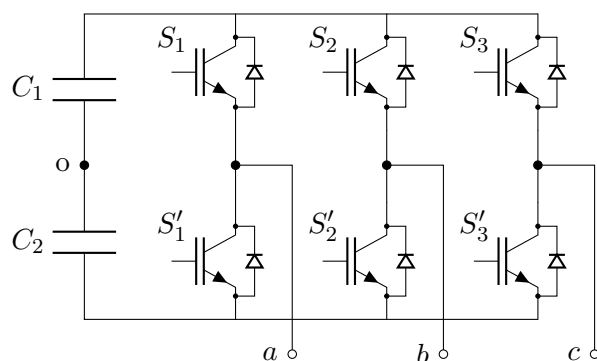 S₁ S₂ S₃
C₁
o
S′₁ S′₂ S′₃
C₂
a b c